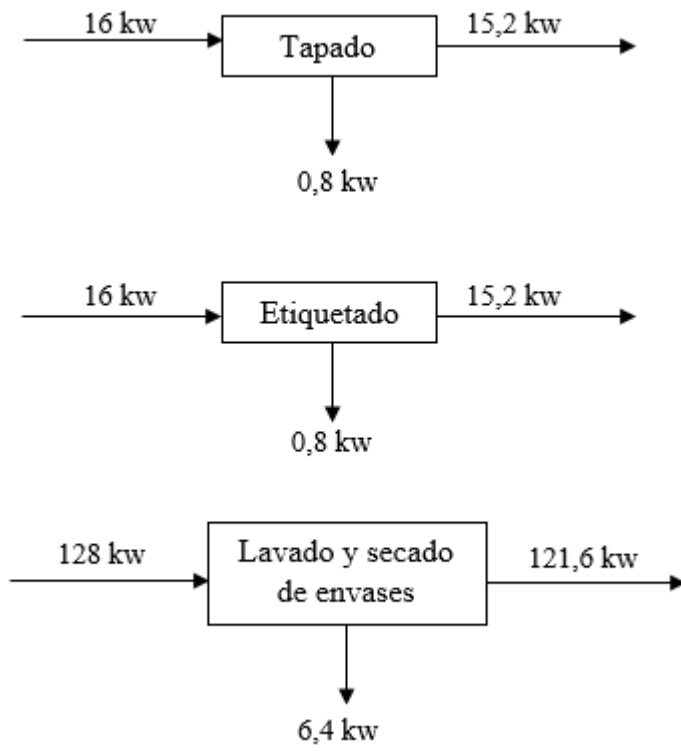 16 kw
Tapado
15,2 kw
0,8 kw
16 kw
Etiquetado
15,2 kw
0,8 kw
128 kw
Lavado y secado
de envases
121,6 kw
6,4 kw